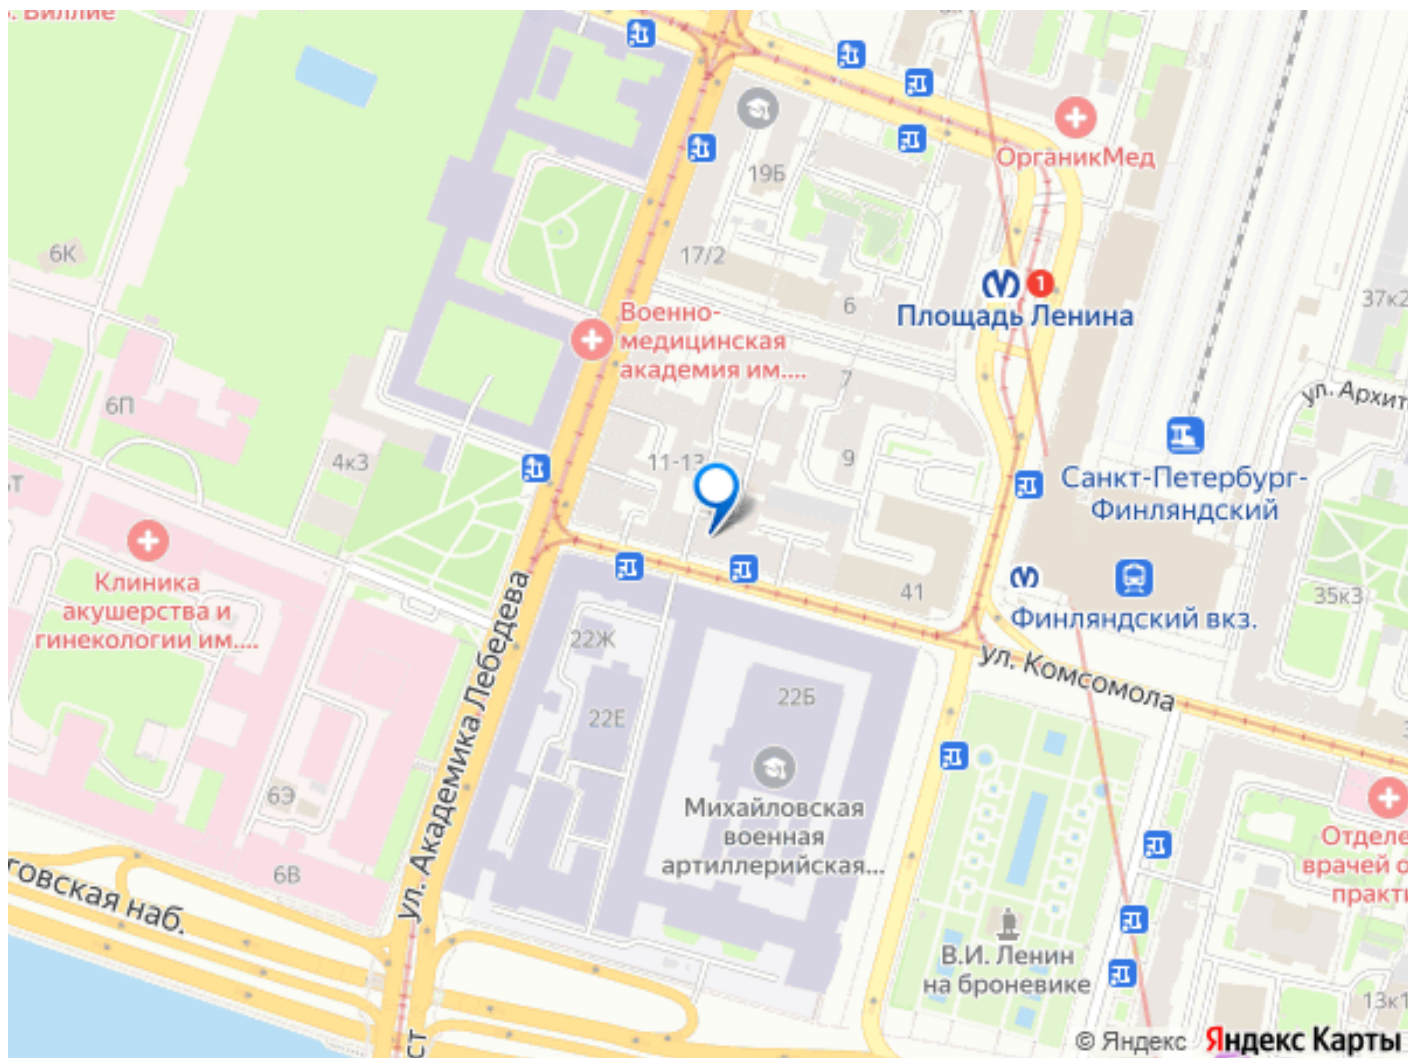 . Виллие
19Б
ОрганикМед
6К
17/2
1
Площадь Ленина
6
37к2
Военно-
медицинская
академия им....
7
ул. Архит
6П
4к3
11-13
9
Санкт-Петербург-
Финляндский
Клиника
акушерства и
гинекологии им....
41
Финляндский вкз.
35к3
22Ж
ул. Комсомола
ул. Академика Лебедева
22Е
22Б
6Э
Михайловская
военная
артиллерийская...
Отделе
врачей о
практи
6В
говская наб.
В.И. Ленин
на броневике
13к1
ст
© Яндекс Яндекс Карты